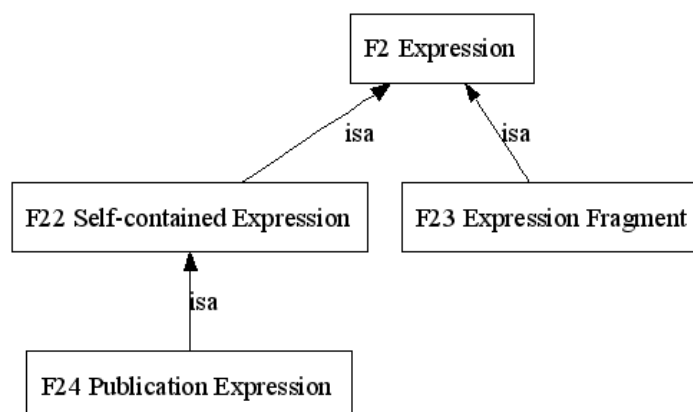 F2 Expression
isa
isa
F22 Self-contained Expression
F23 Expression Fragment
isa
F24 Publication Expression